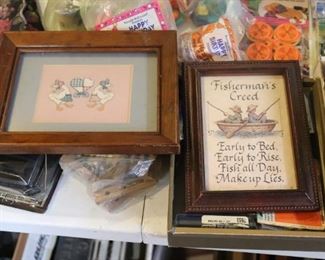 HAPPY
Fisherman's
Creed
Early to Bed,
Early to Rise,
Fish all Day,
Make up Lies.